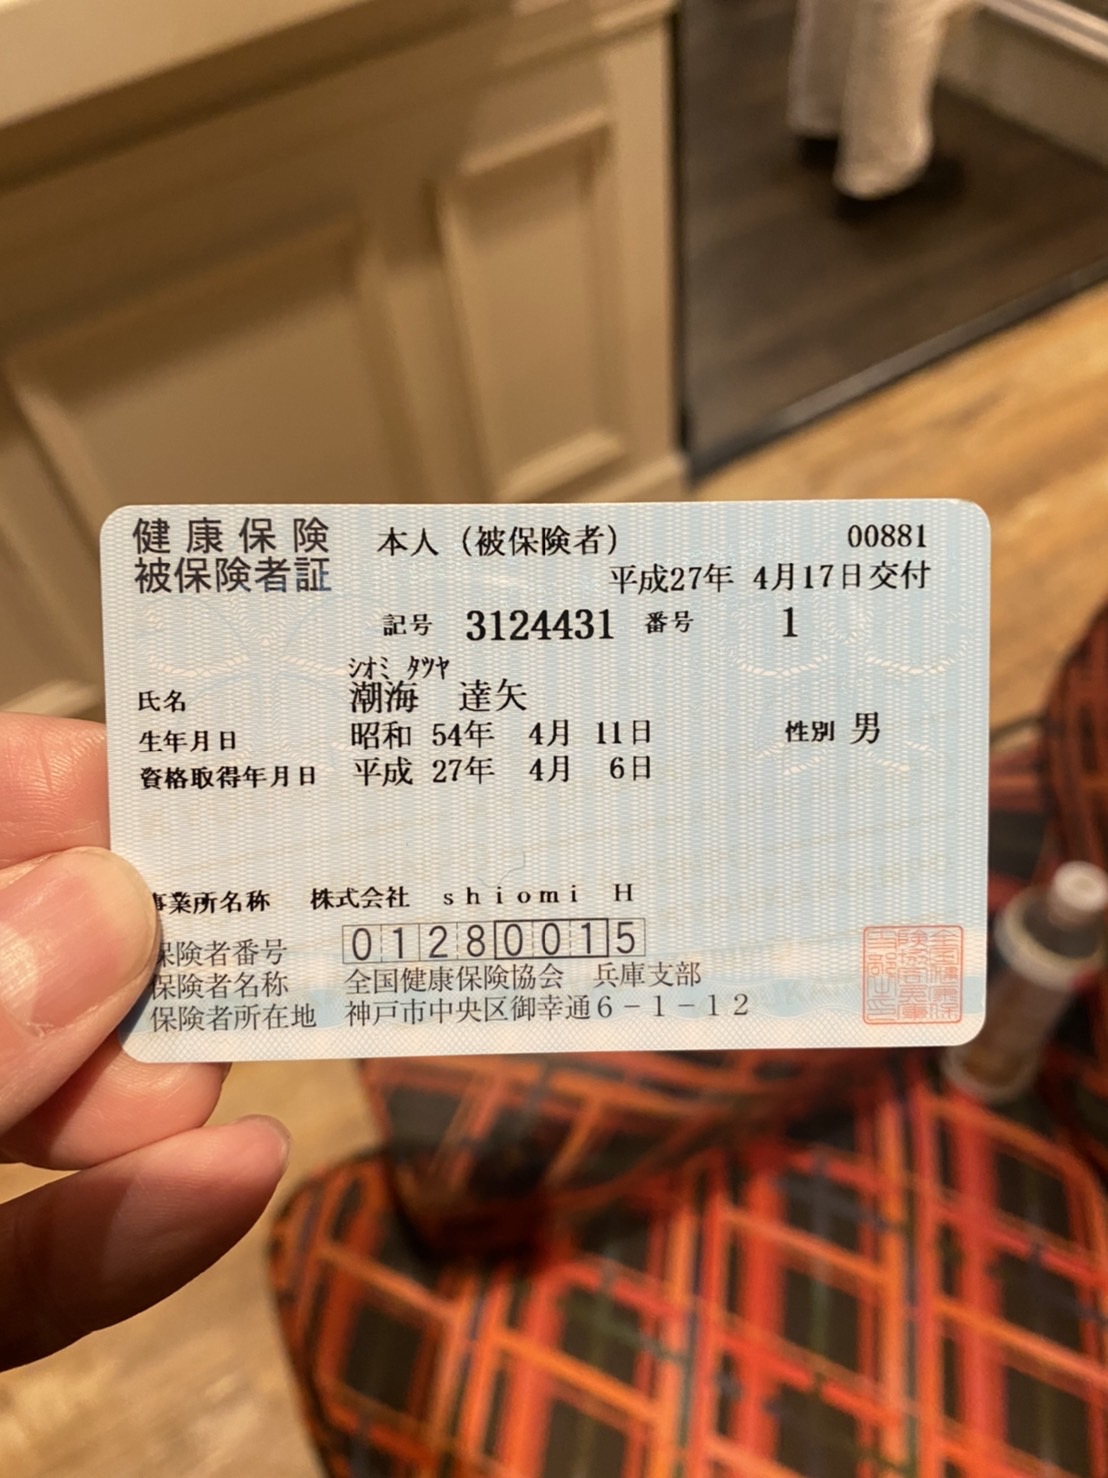 健康保険
被保険者証
本人（被保険者）
00881
平成27年 4月17日交付
記号 3124431 番号 1
ｼｵﾐ ﾀﾂﾔ
氏名 潮海 達矢
生年月日 昭和 54年 4月 11日 性別 男
資格取得年月日 平成 27年 4月 6日
事業所名称 株式会社 ｓｈｉｏｍｉ Ｈ
保険者番号 01280015
保険者名称 全国健康保険協会 兵庫支部
保険者所在地 神戸市中央区御幸通６－１－１２